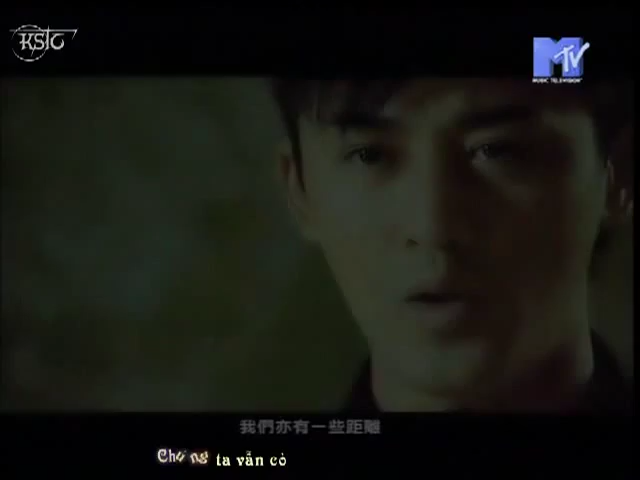 KSTC
MTV
MUSIC TELEVISION
我們亦有一些距離
Chúng ta vẫn có